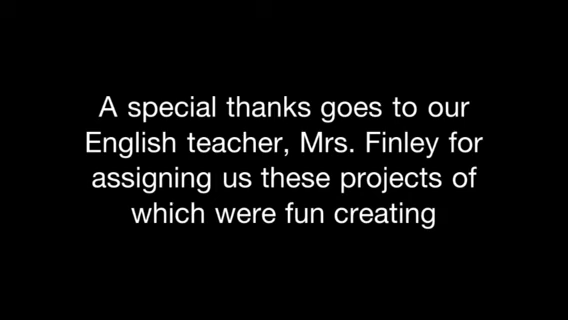 A special thanks goes to our
English teacher, Mrs. Finley for
assigning us these projects of
which were fun creating